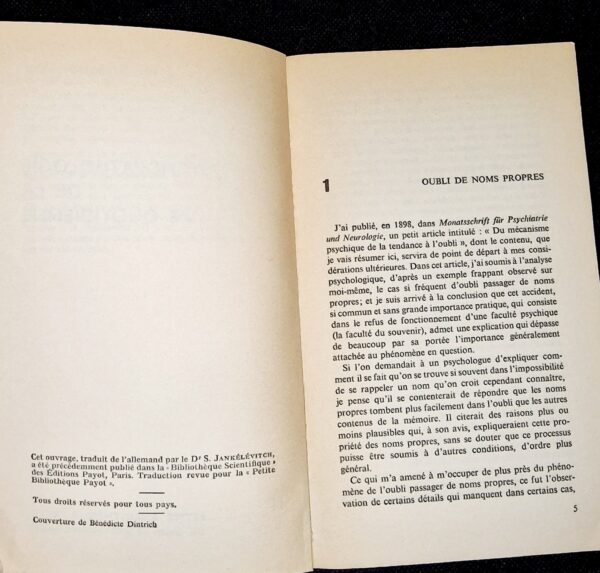 Cet ouvrage, traduit de l'allemand par le Dr S. JANKÉLÉVITCH,
a été précédemment publié dans la « Bibliothèque Scientifique »
des Éditions Payot, Paris. Traduction revue pour la « Petite
Bibliothèque Payot ».
Tous droits réservés pour tous pays.
Couverture de Bénédicte Dintrich
1
OUBLI DE NOMS PROPRES
J'ai publié, en 1898, dans Monatsschrift für Psychiatrie
und Neurologie, un petit article intitulé : « Du mécanisme
psychique de la tendance à l'oubli », dont le contenu, que
je vais résumer ici, servira de point de départ à mes consi-
dérations ultérieures. Dans cet article, j'ai soumis à l'analyse
psychologique, d'après un exemple frappant observé sur
moi-même, le cas si fréquent d'oubli passager de noms
propres; et je suis arrivé à la conclusion que cet accident,
si commun et sans grande importance pratique, qui consiste
dans le refus de fonctionnement d'une faculté psychique
(la faculté du souvenir), admet une explication qui dépasse
de beaucoup par sa portée l'importance généralement
attachée au phénomène en question.
Si l'on demandait à un psychologue d'expliquer com-
ment il se fait qu'on se trouve si souvent dans l'impossibilité
de se rappeler un nom qu'on croit cependant connaître,
je pense qu'il se contenterait de répondre que les noms
propres tombent plus facilement dans l'oubli que les autres
contenus de la mémoire. Il citerait des raisons plus ou
moins plausibles qui, à son avis, expliqueraient cette pro-
priété des noms propres, sans se douter que ce processus
puisse être soumis à d'autres conditions, d'ordre plus
général.
Ce qui m'a amené à m'occuper de plus près du phéno-
mène de l'oubli passager de noms propres, ce fut l'obser-
vation de certains détails qui manquent dans certains cas,
5